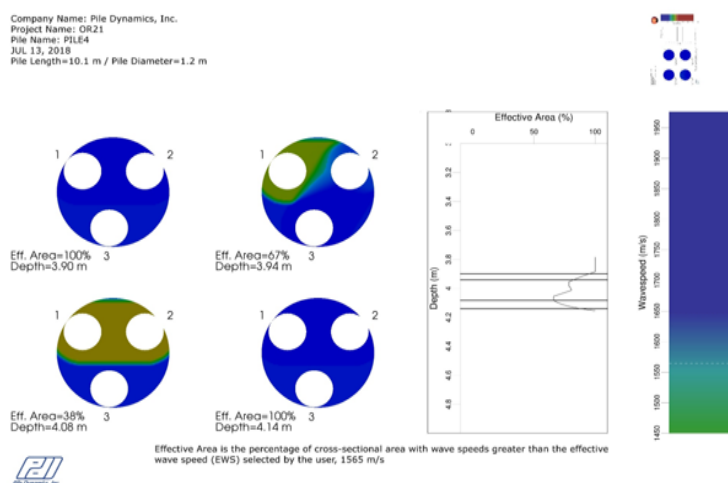 Company Name: Pile Dynamics, Inc.
Project Name: OR21
Pile Name: PILE4
JUL 13, 2018
Pile Length=10.1 m / Pile Diameter=1.2 m
1
2
3
Eff. Area=100%
Depth=3.90 m
1
2
3
Eff. Area=67%
Depth=3.94 m
1
2
3
Eff. Area=38%
Depth=4.08 m
1
2
3
Eff. Area=100%
Depth=4.14 m
Effective Area (%)
0 50 100
Depth (m)
3.2
3.4
3.6
3.8
4
4.2
4.4
4.6
4.8
Wavespeed (m/s)
1950
1900
1850
1800
1750
1700
1650
1600
1550
1500
1450
Effective Area is the percentage of cross-sectional area with wave speeds greater than the effective
wave speed (EWS) selected by the user, 1565 m/s
PDI
Pile Dynamics, Inc.